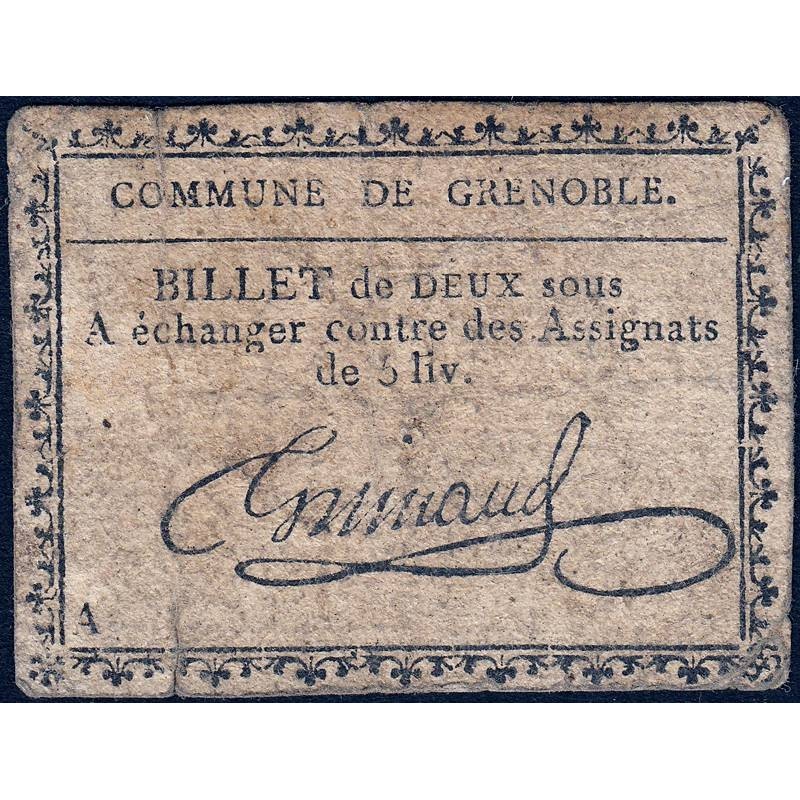 COMMUNE DE GRENOBLE.
BILLET de DEUX sous
A échanger contre des Assignats
de 5 liv.
A